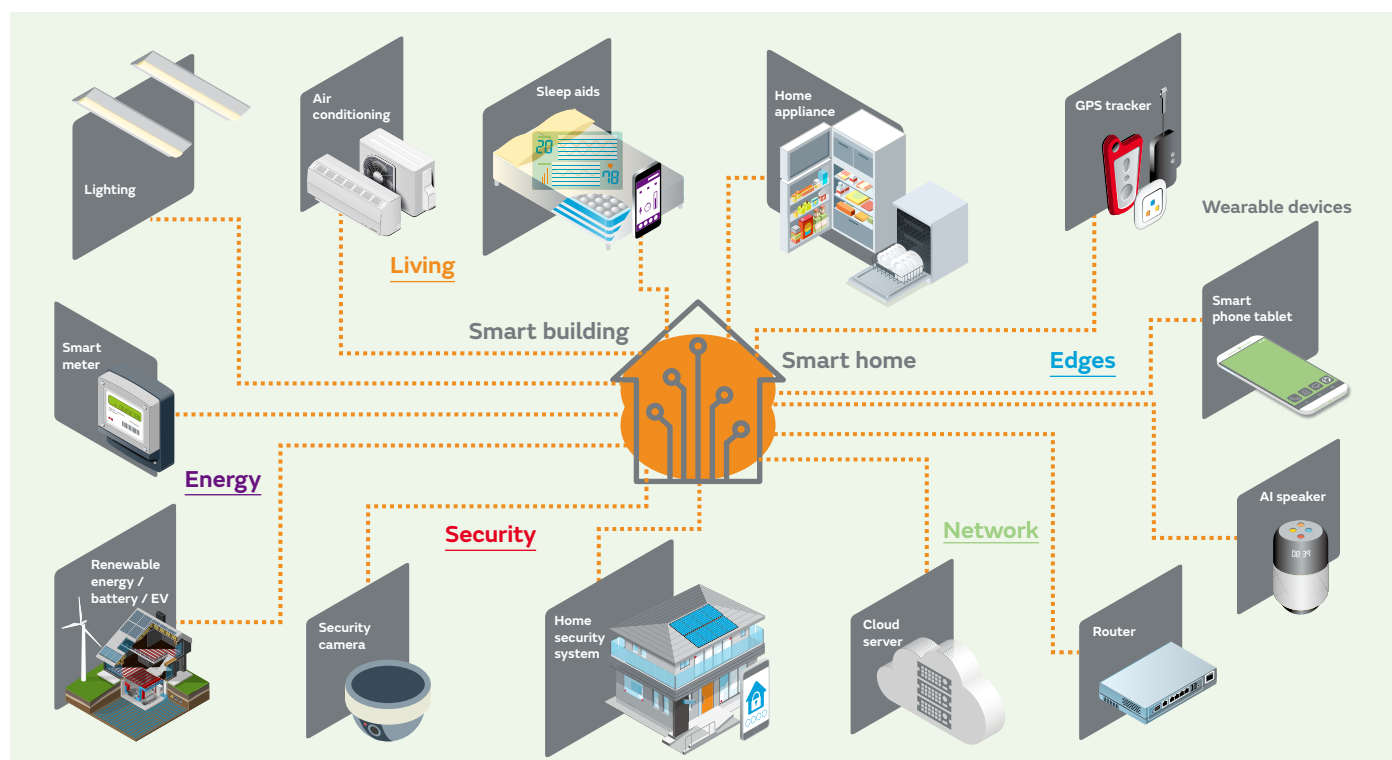 Lighting
Air
conditioning
Sleep aids
20
78
Home
appliance
GPS tracker
Wearable devices
Living
Smart
phone tablet
Smart building
Smart home
Edges
Smart
meter
Energy
AI speaker
08:39
Security
Network
Renewable
energy /
battery / EV
Security
camera
Home
security
system
Cloud
server
Router